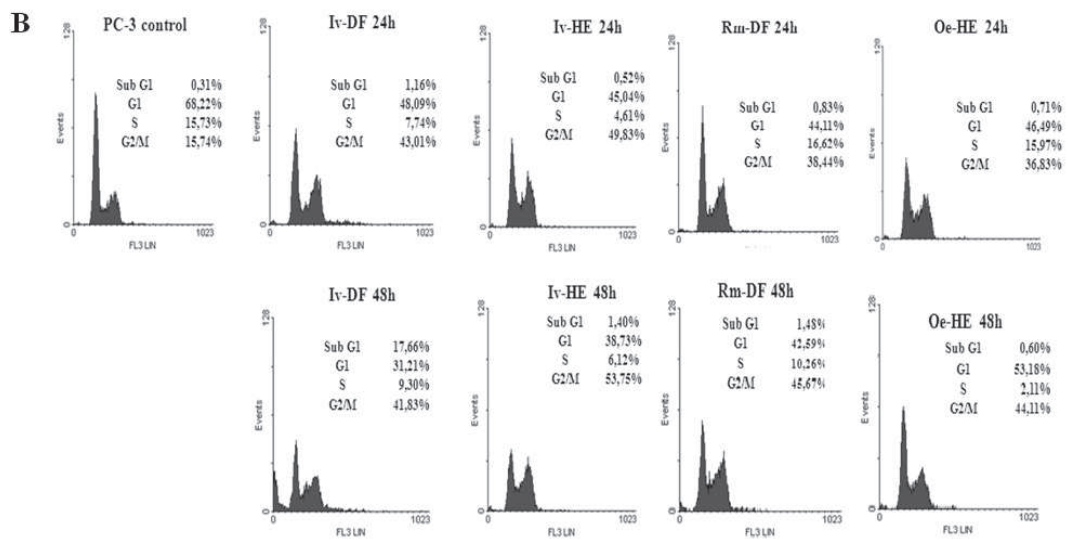 B
PC-3 control
128
Events
Sub G1 0,31%
G1 68,22%
S 15,73%
G2/M 15,74%
0
0 1023
FL3 LIN
Iv-DF 24h
128
Events
Sub G1 1,16%
G1 48,09%
S 7,74%
G2/M 43,01%
0
0 1023
FL3 LIN
Iv-HE 24h
128
Events
Sub G1 0,52%
G1 45,04%
S 4,61%
G2/M 49,83%
0
0 1023
FL3 LIN
Rm-DF 24h
128
Events
Sub G1 0,83%
G1 44,11%
S 16,62%
G2/M 38,44%
0
0 1023
Oe-HE 24h
128
Events
Sub G1 0,71%
G1 46,49%
S 15,97%
G2/M 36,83%
0
0 1023
FL3 LIN
Iv-DF 48h
128
Events
Sub G1 17,66%
G1 31,21%
S 9,30%
G2/M 41,83%
0
0 1023
FL3 LIN
Iv-HE 48h
128
Events
Sub G1 1,40%
G1 38,73%
S 6,12%
G2/M 53,75%
0
0 1023
FL3 LIN
Rm-DF 48h
128
Events
Sub G1 1,48%
G1 42,59%
S 10,26%
G2/M 45,67%
0
0 1023
FL3 LIN
Oe-HE 48h
128
Events
Sub G1 0,60%
G1 53,18%
S 2,11%
G2/M 44,11%
0
0 1023
FL3 LIN